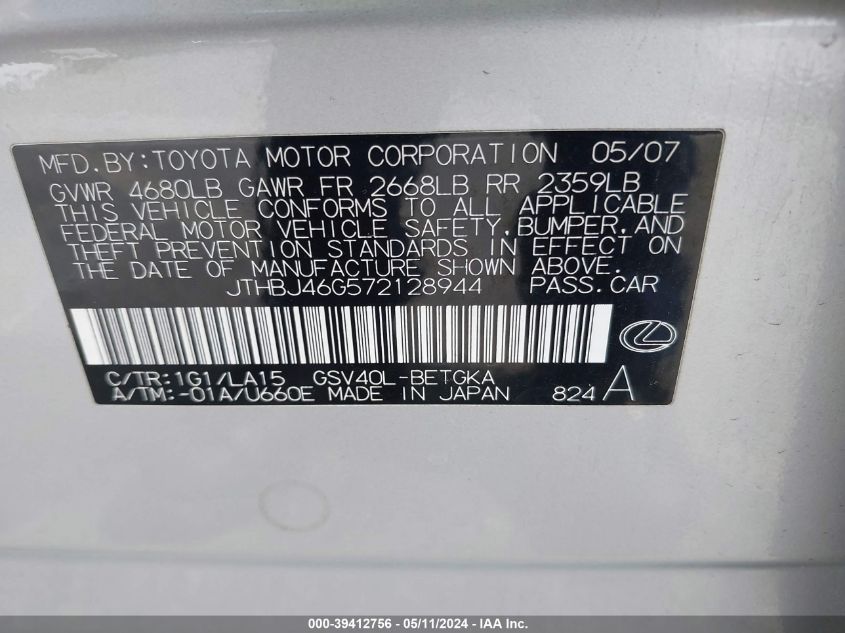 MFD.BY:TOYOTA MOTOR CORPORATION 05/07
GVWR 4680LB GAWR FR 2668LB RR 2359LB
THIS VEHICLE CONFORMS TO ALL APPLICABLE
FEDERAL MOTOR VEHICLE SAFETY,BUMPER,AND
THEFT PREVENTION STANDARDS IN EFFECT ON
THE DATE OF MANUFACTURE SHOWN ABOVE.
JTHBJ46G572128944 PASS.CAR
C/TR:1G1/LA15 GSV40L-BETGKA
A/TM:-01A/U660E MADE IN JAPAN 824 A
000-39412756 - 05/11/2024 - IAA Inc.